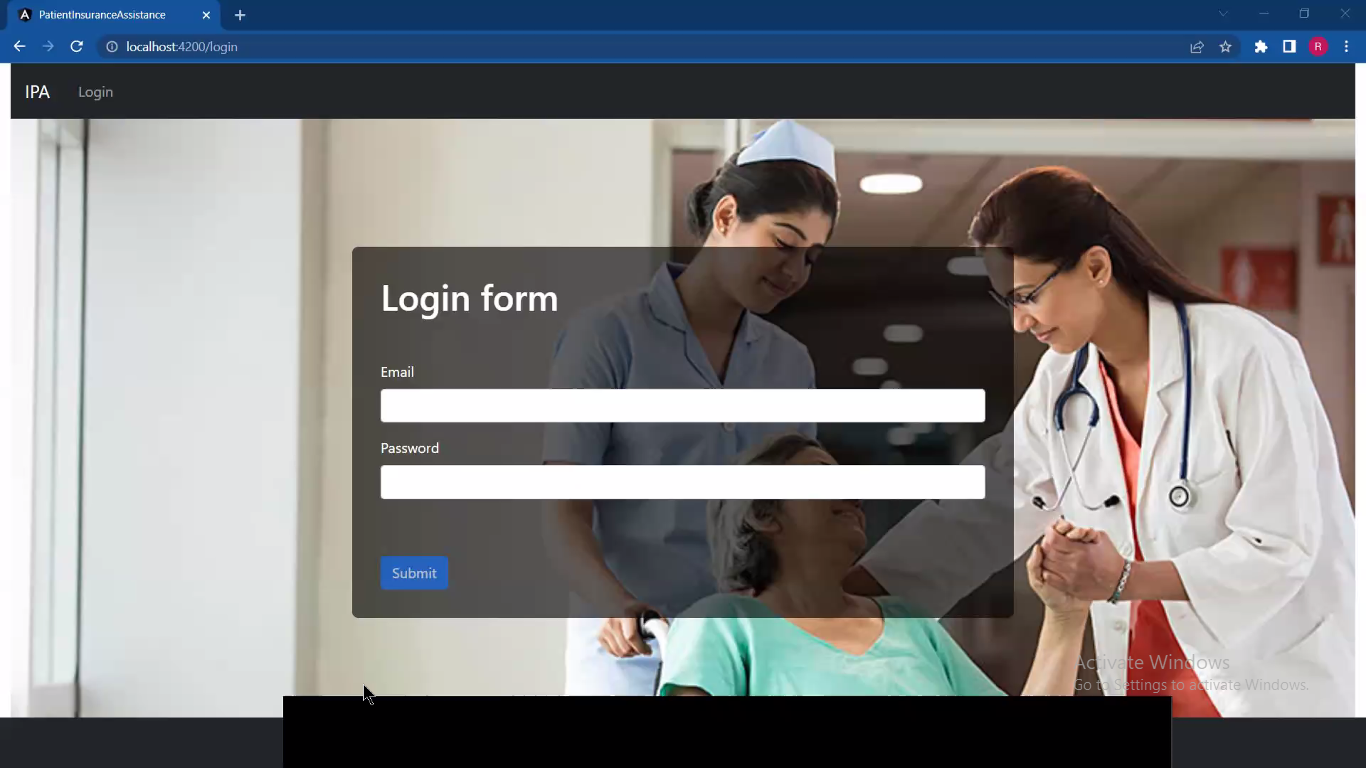 PatientInsuranceAssistance
localhost:4200/login
R
IPA Login
Login form
Email
Password
Submit
Activate Windows
Go to Settings to activate Windows.